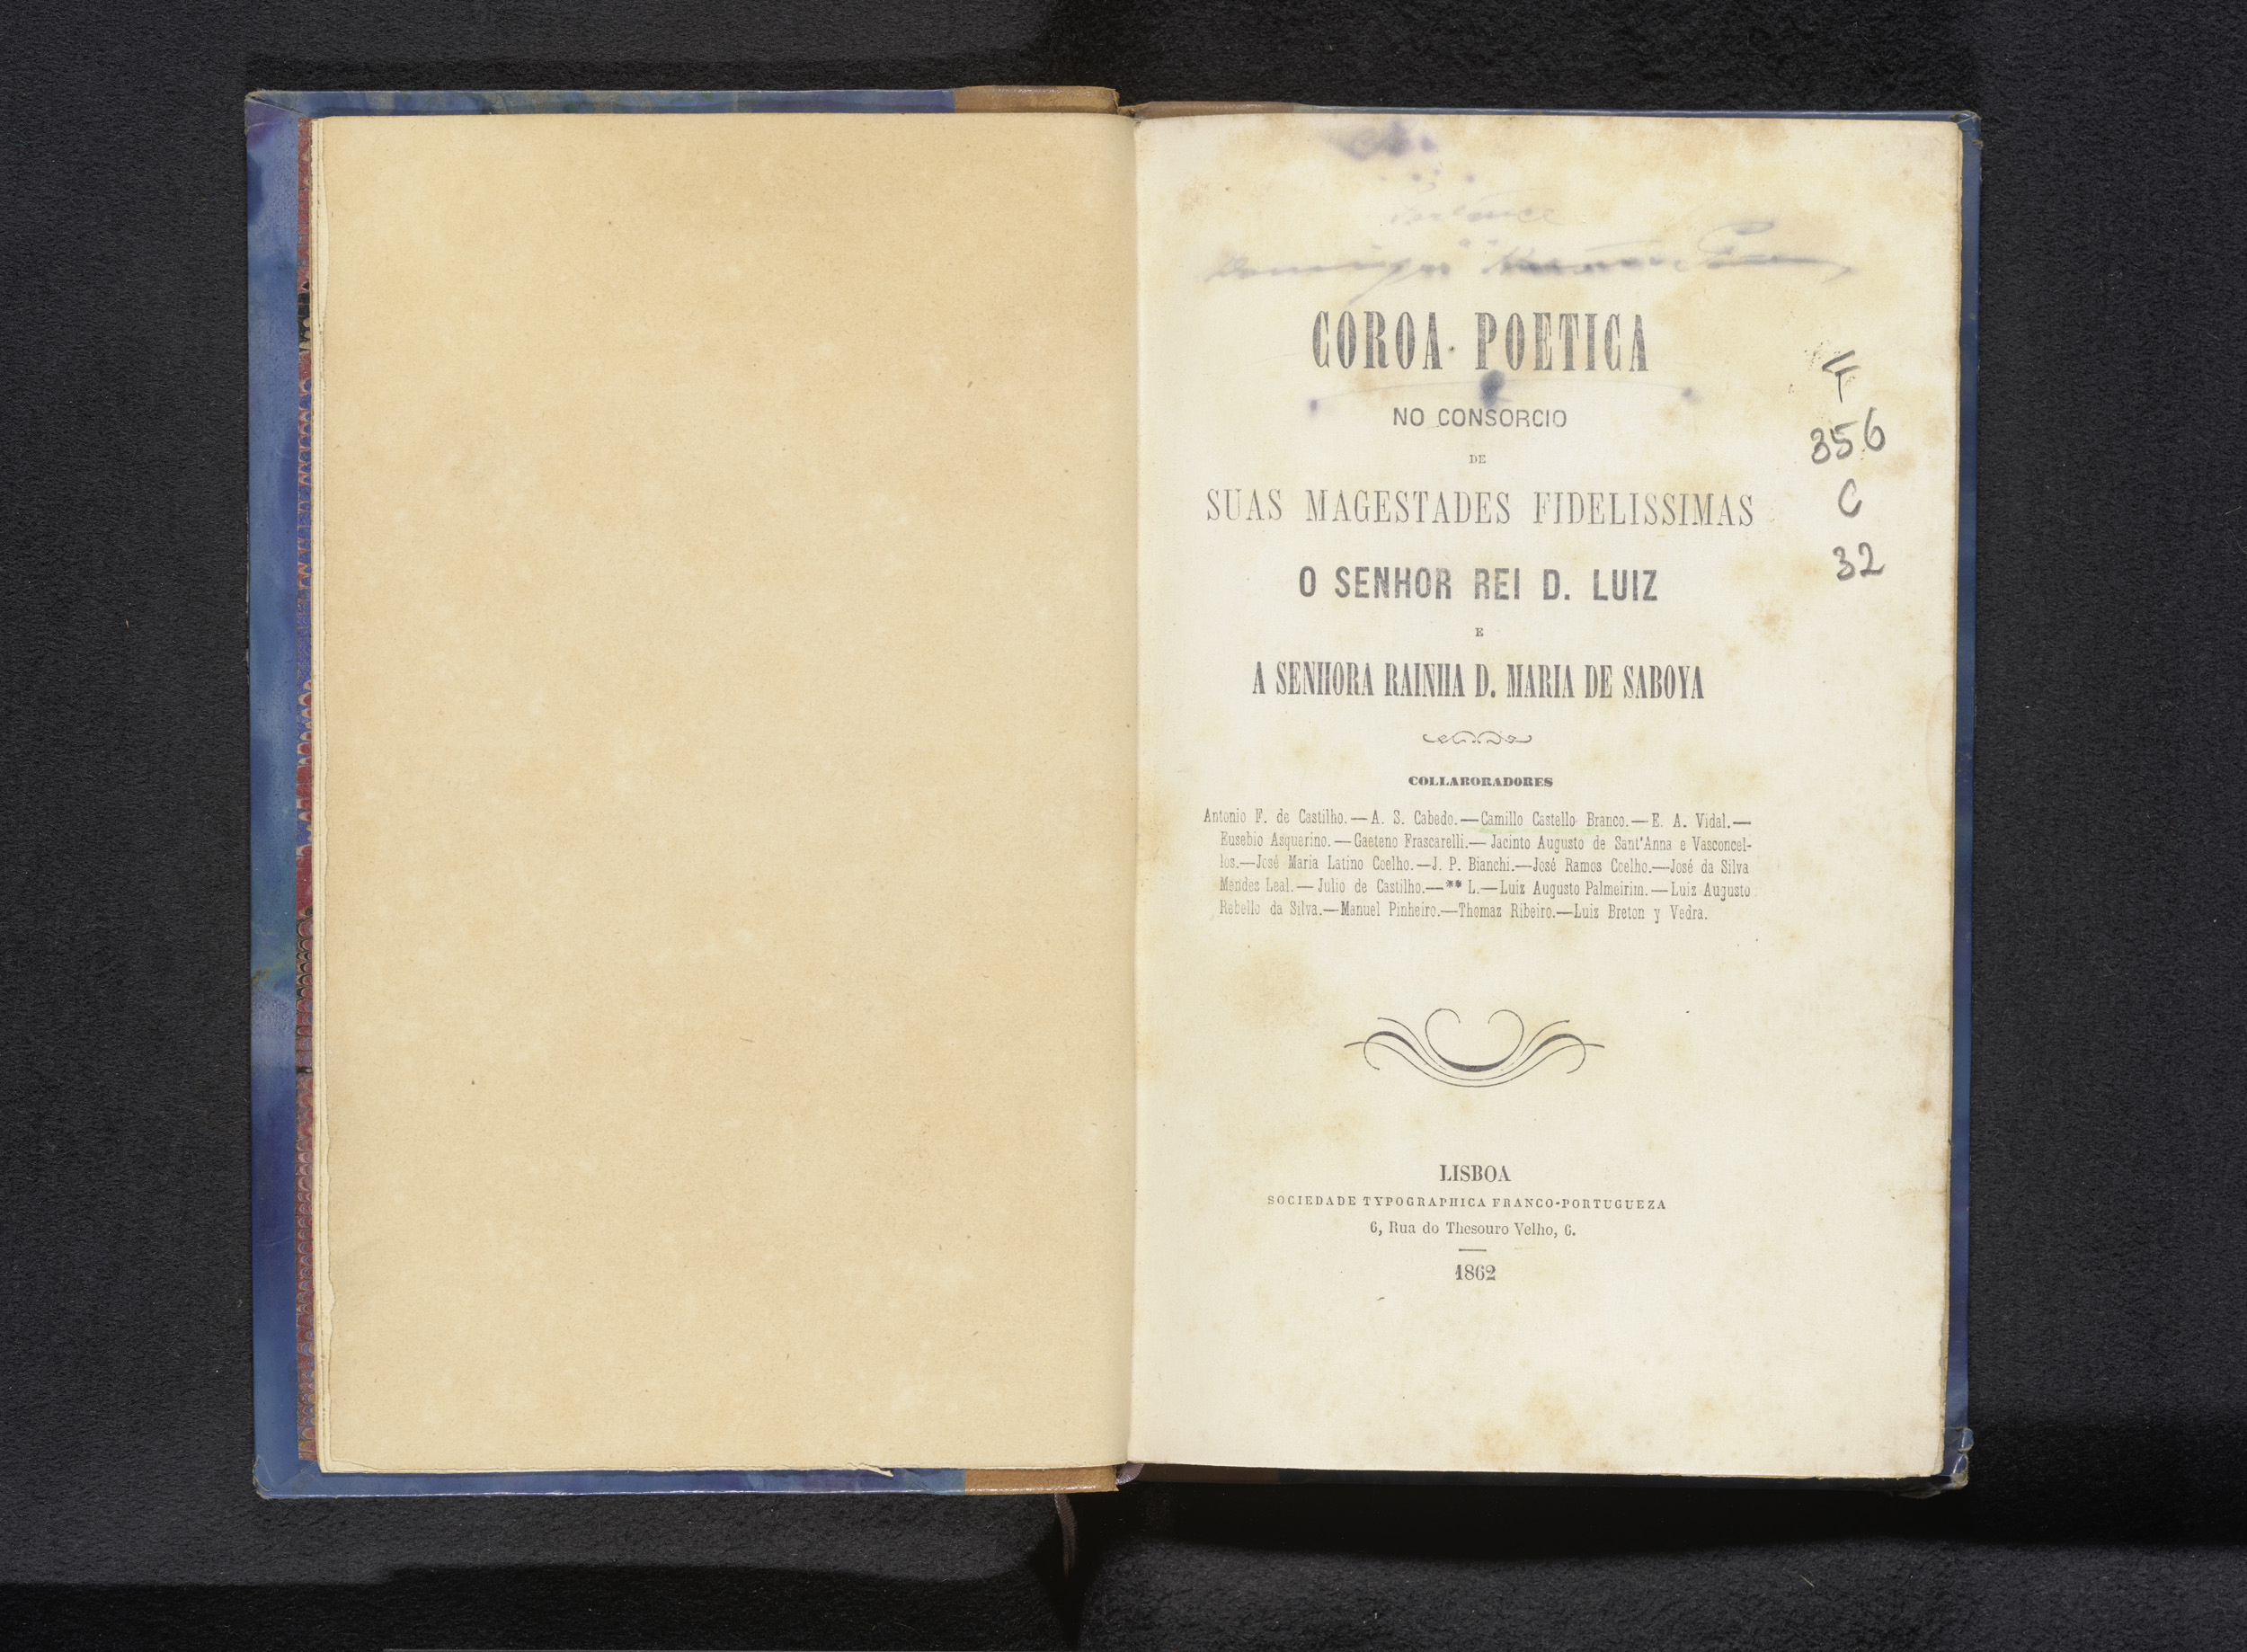 COROA POETICA
NO CONSORCIO
DE
SUAS MAGESTADES FIDELISSIMAS
O SENHOR REI D. LUIZ
E
A SENHORA RAINHA D. MARIA DE SABOYA
COLLABORADORES
Antonio F. de Castilho.—A. S. Cabedo.—Camillo Castello Branco.—E. A. Vidal.—
Eusebio Asquerino.—Gaeteno Frascarelli.—Jacinto Augusto de Sant'Anna e Vasconcel-
los.—José Maria Latino Coelho.—J. P. Bianchi.—José Ramos Coelho.—José da Silva
Mendes Leal.—Julio de Castilho.—** L.—Luiz Augusto Palmeirim.—Luiz Augusto
Rebello da Silva.—Manuel Pinheiro.—Thomaz Ribeiro.—Luiz Breton y Vedra.
LISBOA
SOCIEDADE TYPOGRAPHICA FRANCO-PORTUGUEZA
6, Rua do Thesouro Velho, 6.
1862
F
356
C
32